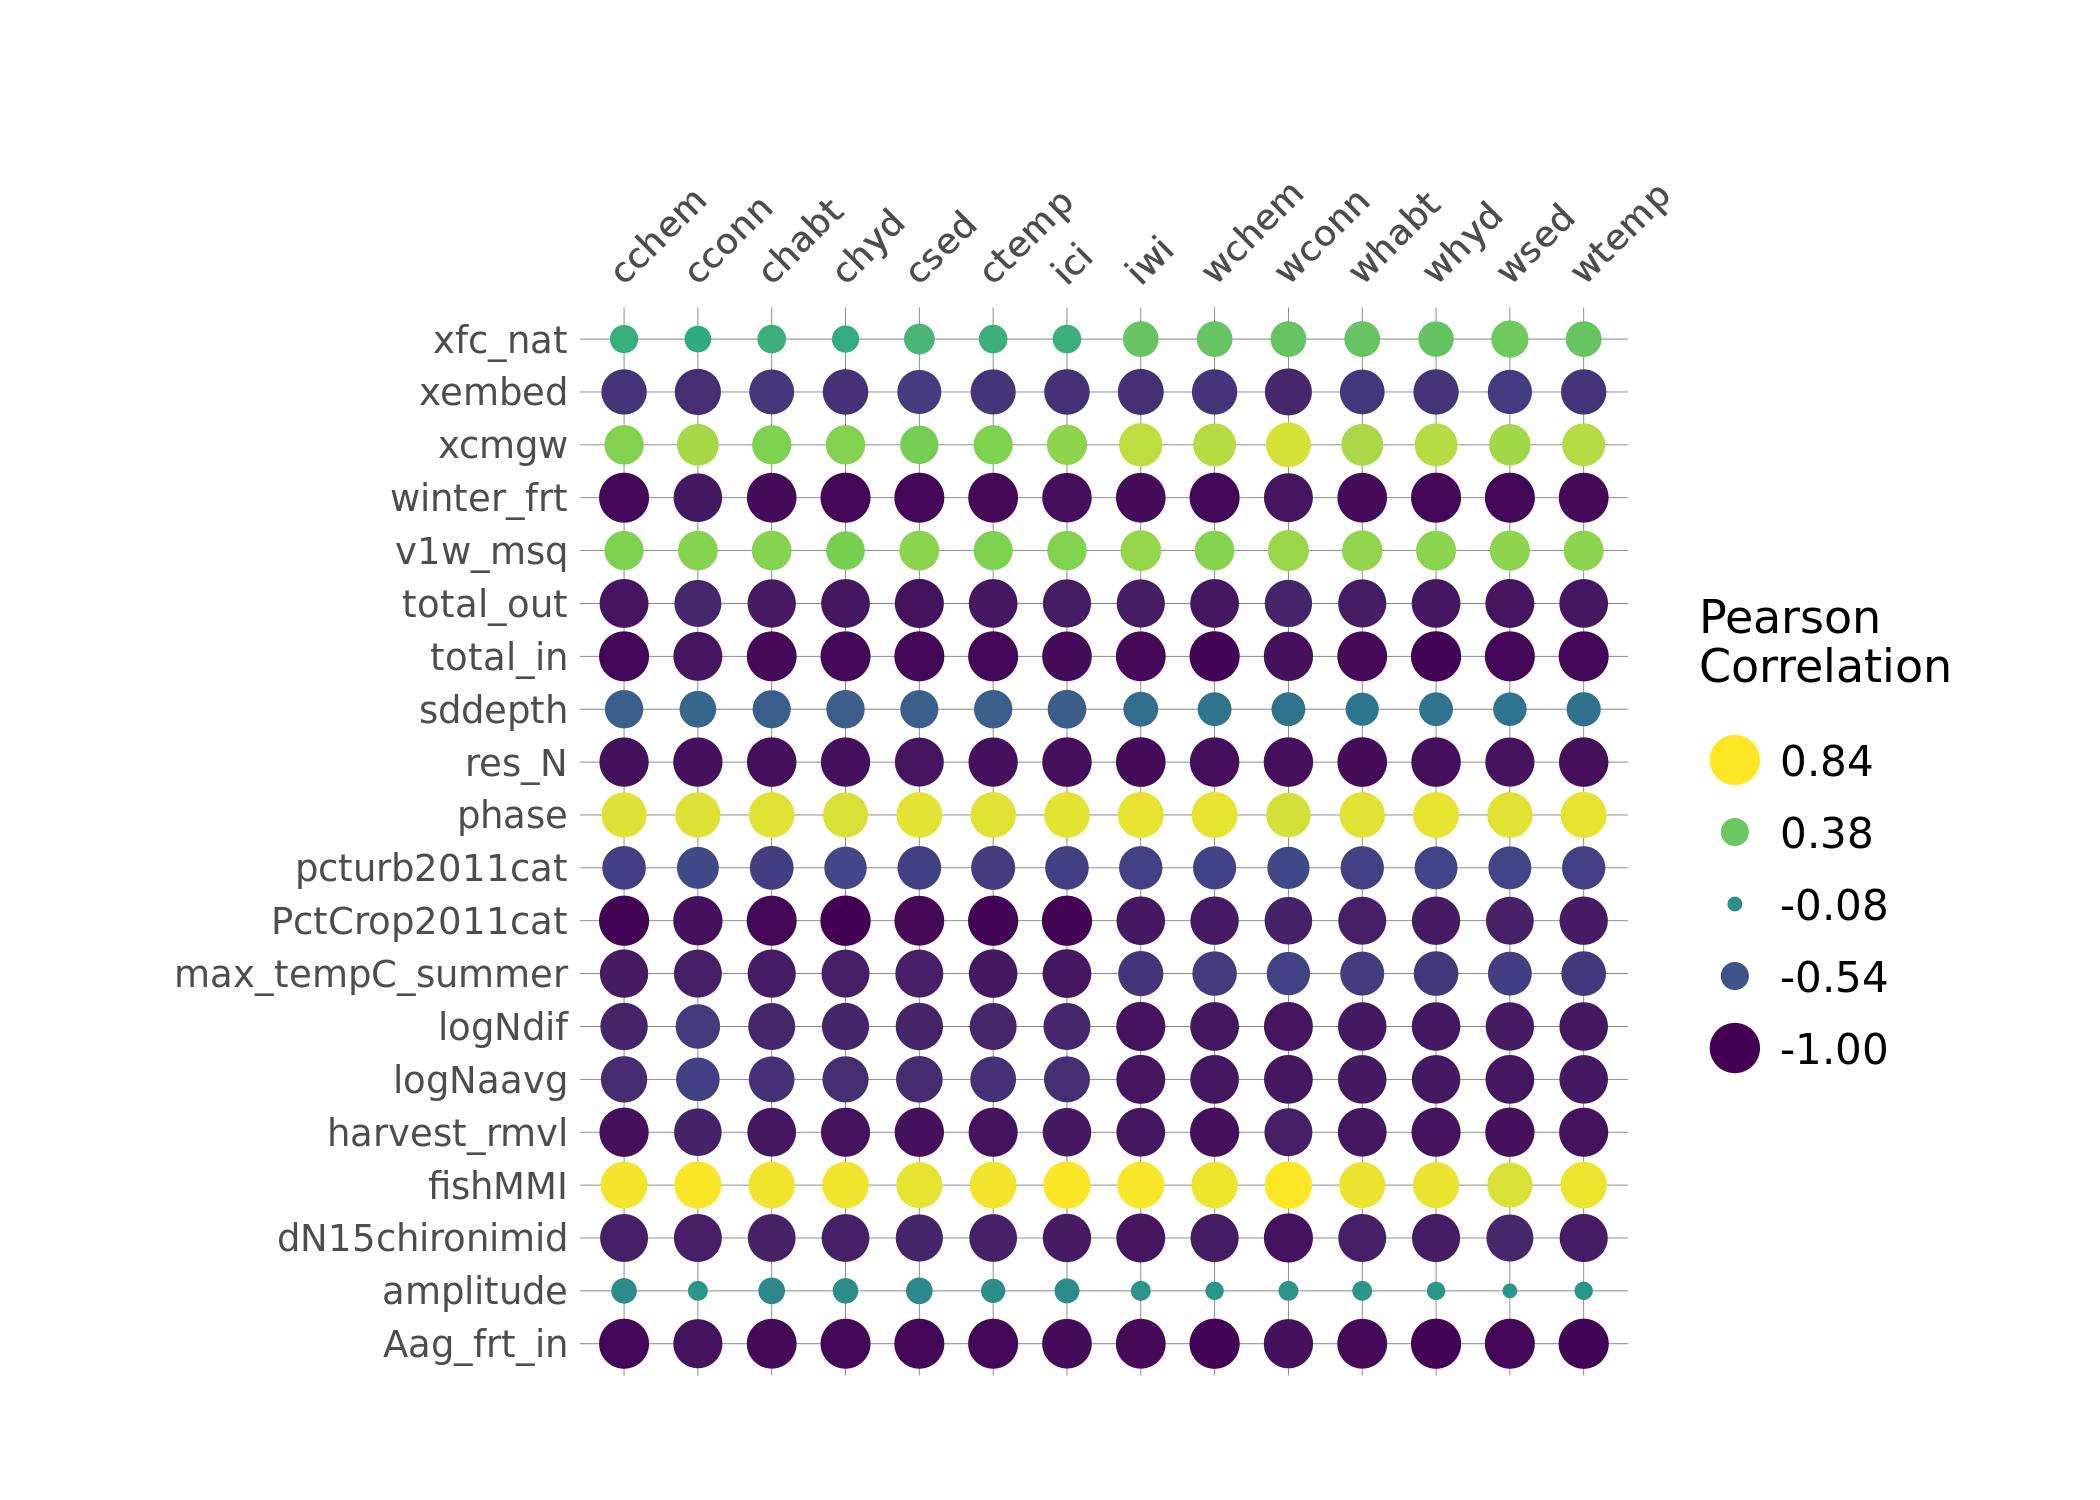 cchem
cconn
chabt
chyd
csed
ctemp
ici
iwi
wchem
wconn
whabt
whyd
wsed
wtemp
xfc_nat
xembed
xcmgw
winter_frt
v1w_msq
total_out
total_in
sddepth
res_N
phase
pcturb2011cat
PctCrop2011cat
max_tempC_summer
logNdif
logNaavg
harvest_rmvl
fishMMI
dN15chironimid
amplitude
Aag_frt_in
Pearson
Correlation
0.84
0.38
-0.08
-0.54
-1.00